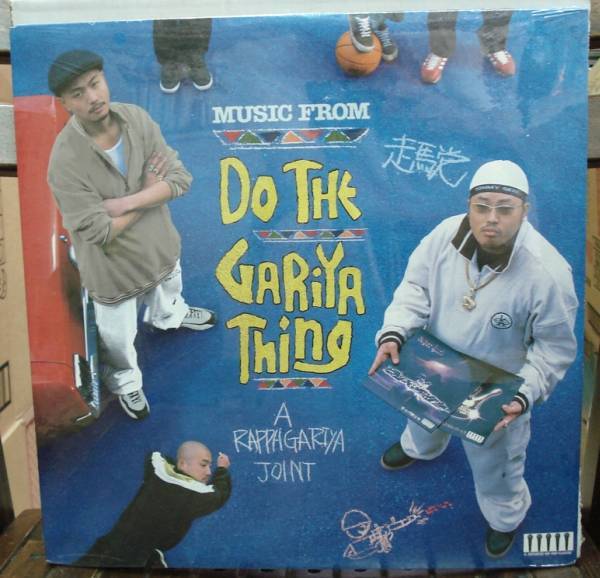 MUSIC FROM
走馬党
DO THE
GARIYA
Thing
A
RAPPAGARIYA
JOINT